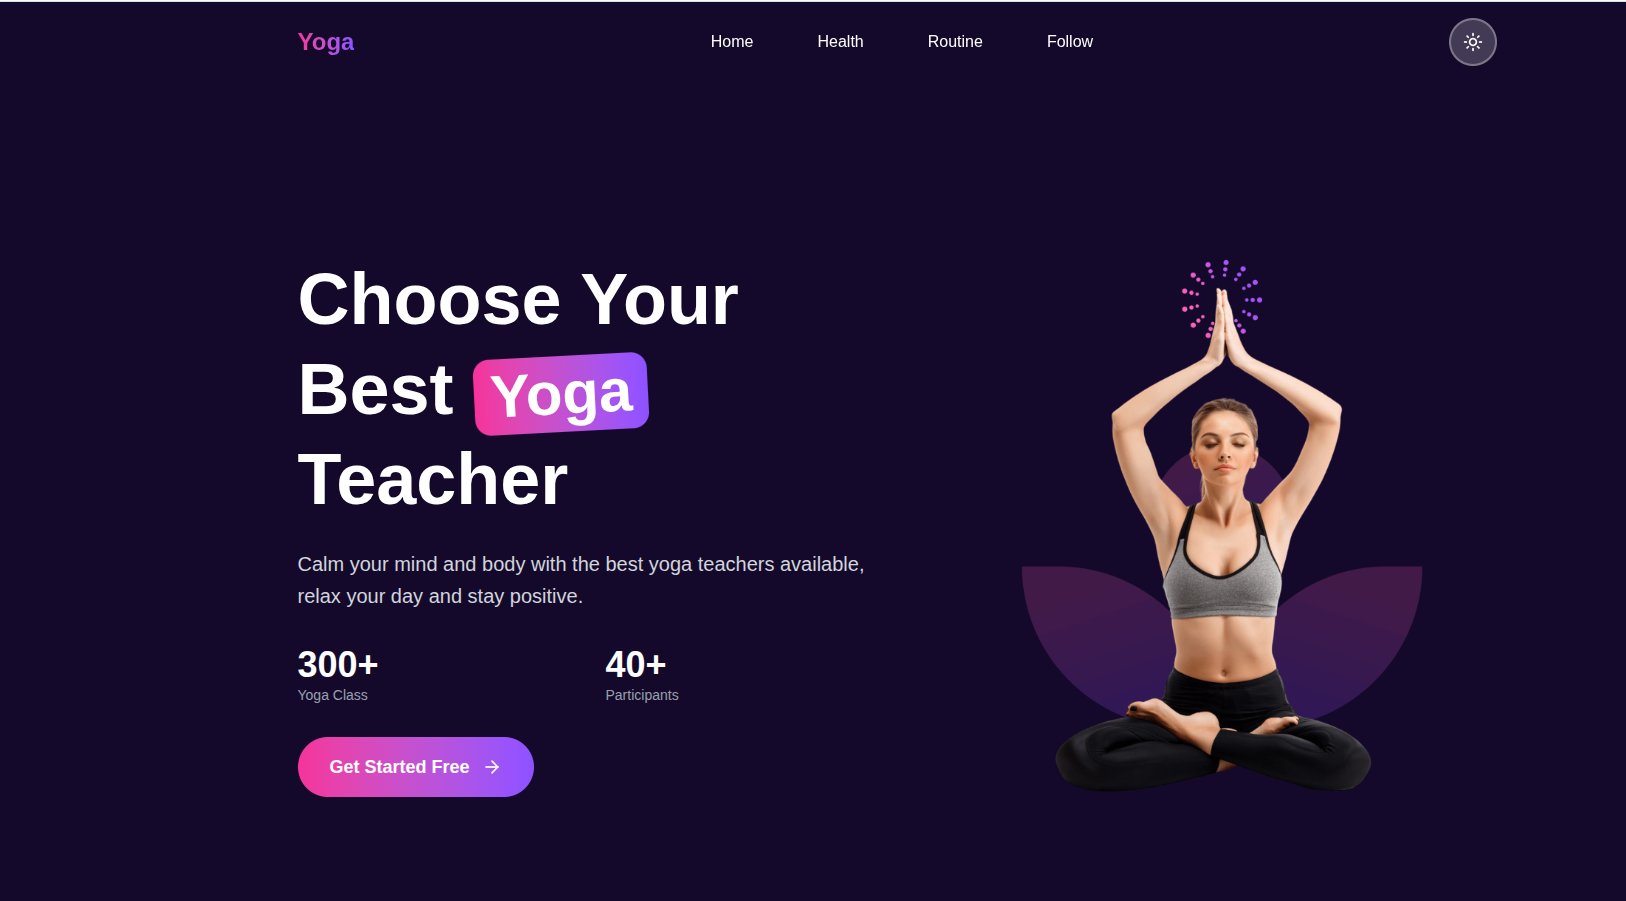 Yoga
Home
Health
Routine
Follow
Choose Your
Best Yoga
Teacher
Calm your mind and body with the best yoga teachers available,
relax your day and stay positive.
300+
Yoga Class
40+
Participants
Get Started Free